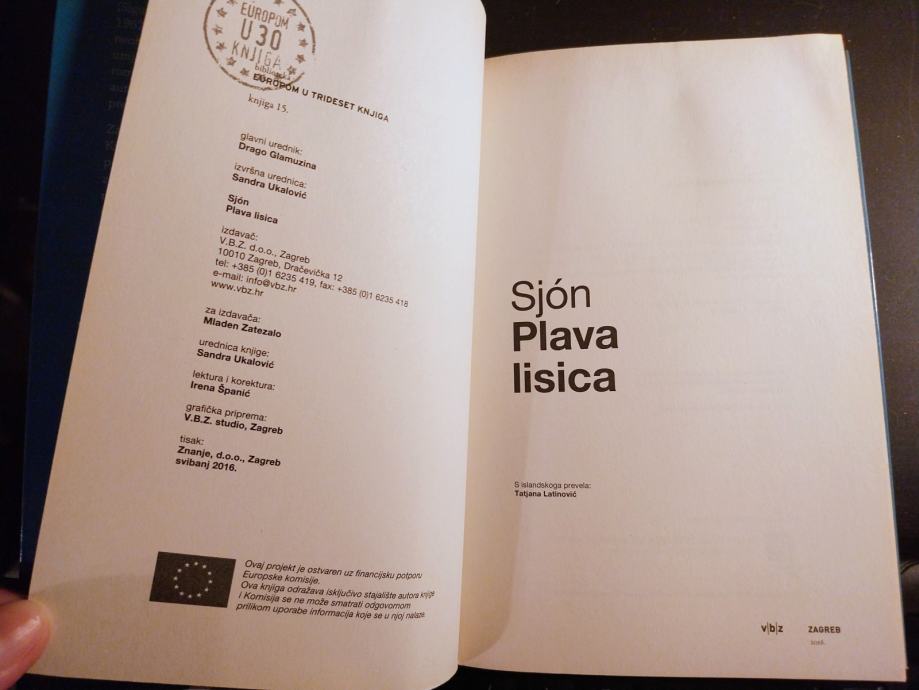 EUROPOM
U 30
KNJIGA
biblioteka
EUROPOM U TRIDESET KNJIGA
knjiga 15.
glavni urednik:
Drago Glamuzina
izvršna urednica:
Sandra Ukalović
Sjón
Plava lisica
izdavač:
V.B.Z. d.o.o., Zagreb
10010 Zagreb, Dračevička 12
tel: +385 (0)1 6235 419, fax: +385 (0)1 6235 418
e-mail: info@vbz.hr
www.vbz.hr
za izdavača:
Mladen Zatezalo
urednica knjige:
Sandra Ukalović
lektura i korektura:
Irena Španić
grafička priprema:
V.B.Z. studio, Zagreb
tisak:
Znanje, d.o.o., Zagreb
svibanj 2016.
Ovaj projekt je ostvaren uz financijsku potporu
Europske komisije.
Ova knjiga odražava isključivo stajalište autora knjige
i Komisija se ne može smatrati odgovornom
prilikom uporabe informacija koje se u njoj nalaze.
Sjón
Plava
lisica
S islandskoga prevela:
Tatjana Latinović
v|b|z ZAGREB
2016.